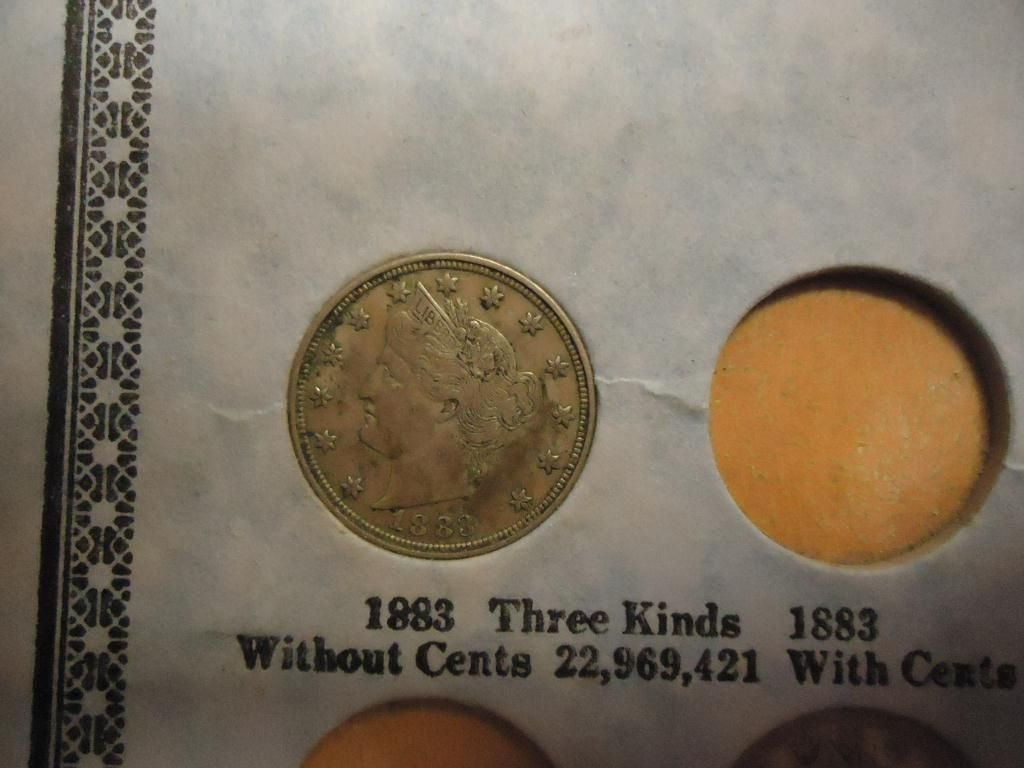 LIBERTY
1883
1883 Three Kinds 1883
Without Cents 22,969,421 With Cents